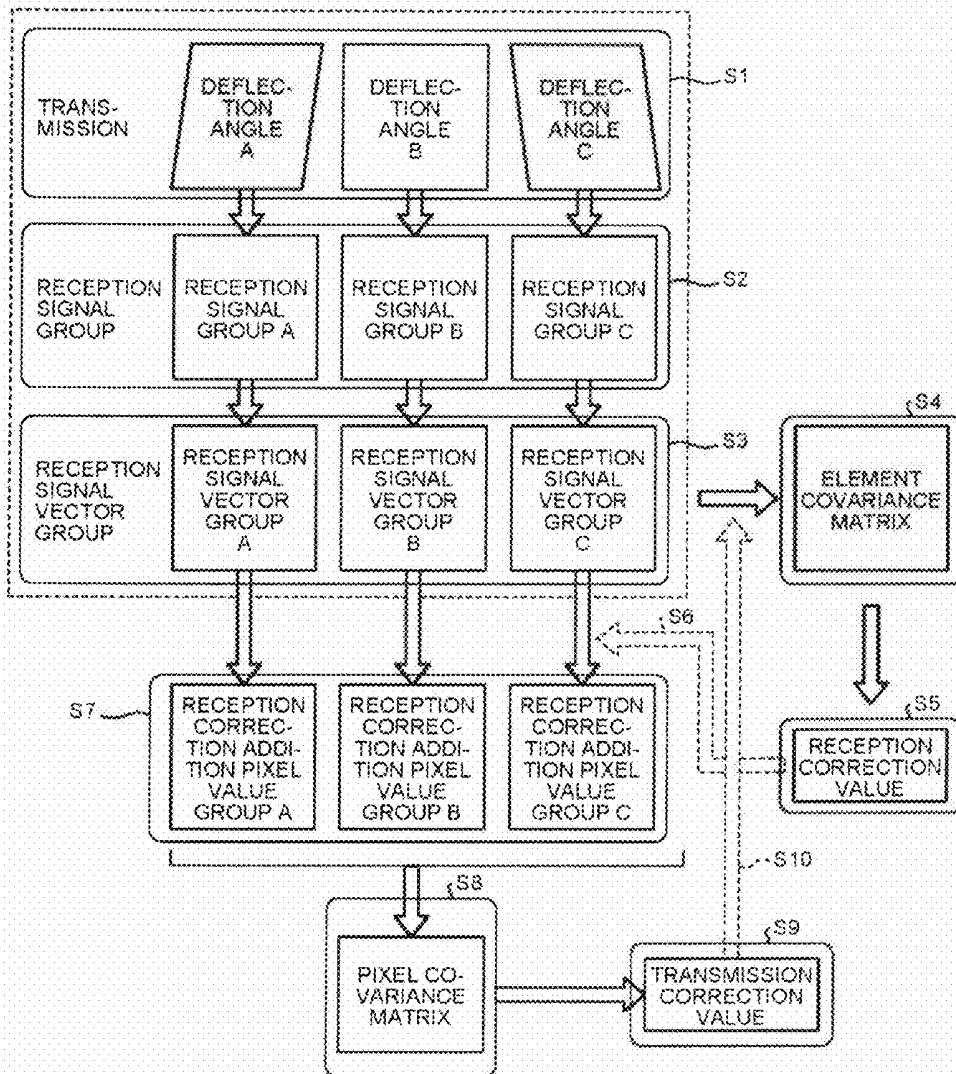 S1
TRANS-
MISSION
DEFLEC-
TION
ANGLE
A
DEFLEC-
TION
ANGLE
B
DEFLEC-
TION
ANGLE
C
S2
RECEPTION
SIGNAL
GROUP
RECEPTION
SIGNAL
GROUP A
RECEPTION
SIGNAL
GROUP B
RECEPTION
SIGNAL
GROUP C
S3
RECEPTION
SIGNAL
VECTOR
GROUP
RECEPTION
SIGNAL
VECTOR
GROUP
A
RECEPTION
SIGNAL
VECTOR
GROUP
B
RECEPTION
SIGNAL
VECTOR
GROUP
C
S4
ELEMENT
COVARIANCE
MATRIX
S6
S5
RECEPTION
CORRECTION
VALUE
S7
RECEPTION
CORREC-
TION ADDI-
TION PIXEL
VALUE
GROUP A
RECEPTION
CORREC-
TION ADDI-
TION PIXEL
VALUE
GROUP B
RECEPTION
CORREC-
TION ADDI-
TION PIXEL
VALUE
GROUP C
S10
S8
PIXEL CO-
VARIANCE
MATRIX
S9
TRANSMISSION
CORRECTION
VALUE